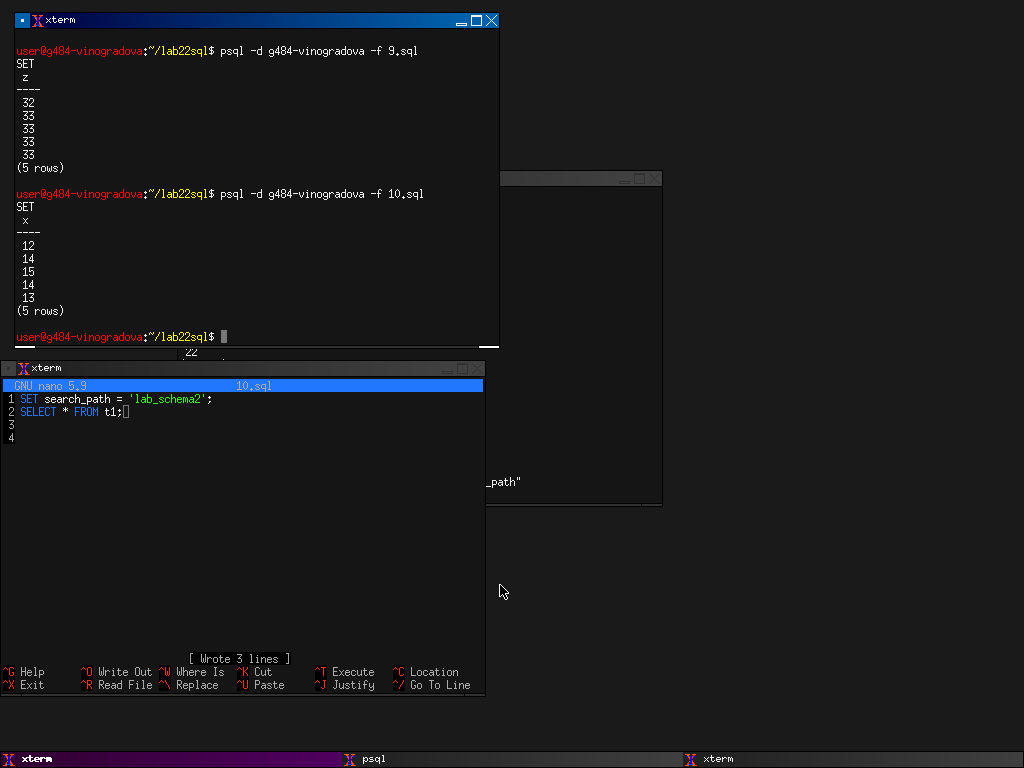 xterm
user@g484-vinogradova:~/lab22sql$ psql -d g484-vinogradova -f 9.sql
SET
z
----
32
33
33
33
33
(5 rows)
user@g484-vinogradova:~/lab22sql$ psql -d g484-vinogradova -f 10.sql
SET
x
----
12
14
15
14
13
(5 rows)
user@g484-vinogradova:~/lab22sql$
22
_path"
xterm
GNU nano 5.9 10.sql
1 SET search_path = 'lab_schema2';
2 SELECT * FROM t1;
3
4
[ Wrote 3 lines ]
^G Help ^O Write Out ^W Where Is ^K Cut ^T Execute ^C Location
^X Exit ^R Read File ^\ Replace ^U Paste ^J Justify ^/ Go To Line
xterm psql xterm